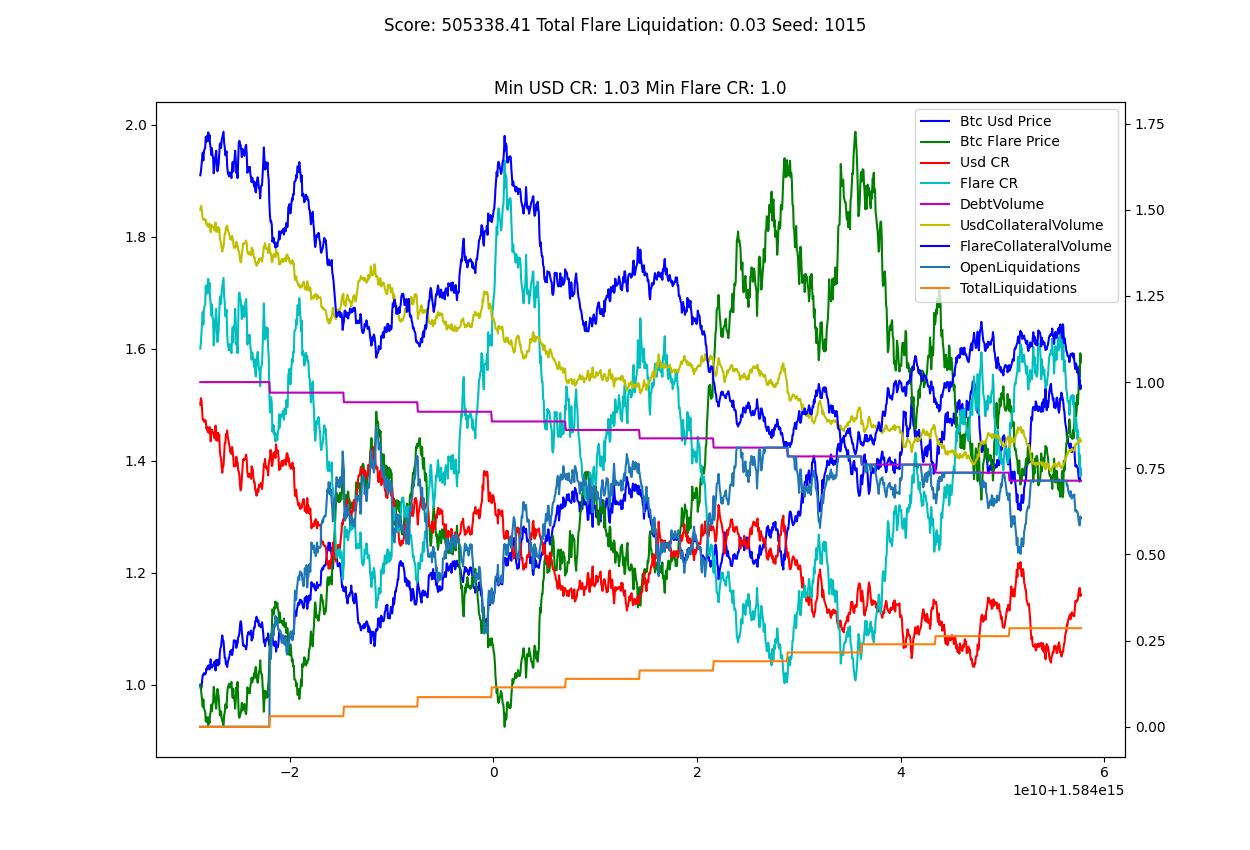 Score: 505338.41 Total Flare Liquidation: 0.03 Seed: 1015
Min USD CR: 1.03 Min Flare CR: 1.0
2.0
1.8
1.6
1.4
1.2
1.0
1.75
1.50
1.25
1.00
0.75
0.50
0.25
0.00
Btc Usd Price
Btc Flare Price
Usd CR
Flare CR
DebtVolume
UsdCollateralVolume
FlareCollateralVolume
OpenLiquidations
TotalLiquidations
−2 0 2 4 6
1e10+1.584e15